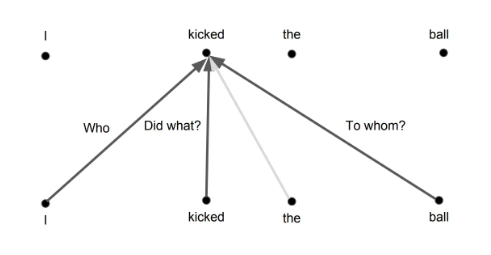 I kicked the ball
Who Did what? To whom?
I kicked the ball